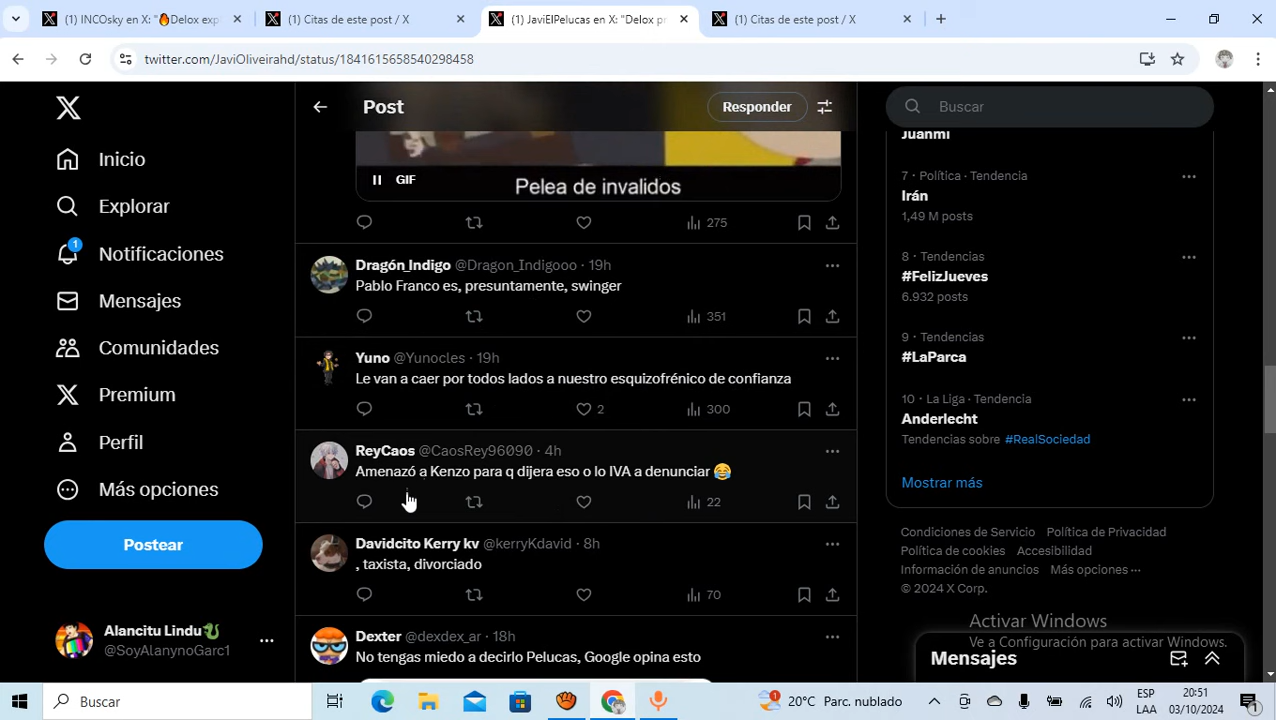 (1) INCOsky en X: "🔥Delox exp
(1) Citas de este post / X
(1) JaviElPelucas en X: "Delox pr
(1) Citas de este post / X
twitter.com/JaviOliveirahd/status/1841615658540298458
Inicio
Explorar
1
Notificaciones
Mensajes
Comunidades
Premium
Perfil
Más opciones
Postear
Alancitu Lindu🐉
@SoyAlanynoGarc1
Post
Responder
GIF
Pelea de invalidos
275
Dragón_Indigo @Dragon_Indigooo · 19h
Pablo Franco es, presuntamente, swinger
351
Yuno @Yunocles · 19h
Le van a caer por todos lados a nuestro esquizofrénico de confianza
2 300
ReyCaos @CaosRey96090 · 4h
Amenazó a Kenzo para q dijera eso o lo IVA a denunciar 😂
22
Davidcito Kerry kv @kerryKdavid · 8h
, taxista, divorciado
70
Dexter @dexdex_ar · 18h
No tengas miedo a decirlo Pelucas, Google opina esto
Buscar
Juanmi
7 · Política · Tendencia
Irán
1,49 M posts
8 · Tendencias
#FelizJueves
6.932 posts
9 · Tendencias
#LaParca
10 · La Liga · Tendencia
Anderlecht
Tendencias sobre #RealSociedad
Mostrar más
Condiciones de Servicio Política de Privacidad
Política de cookies Accesibilidad
Información de anuncios Más opciones ···
© 2024 X Corp.
Activar Windows
Ve a Configuración para activar Windows.
Mensajes
Buscar
20°C Parc. nublado
ESP
LAA
20:51
03/10/2024
1